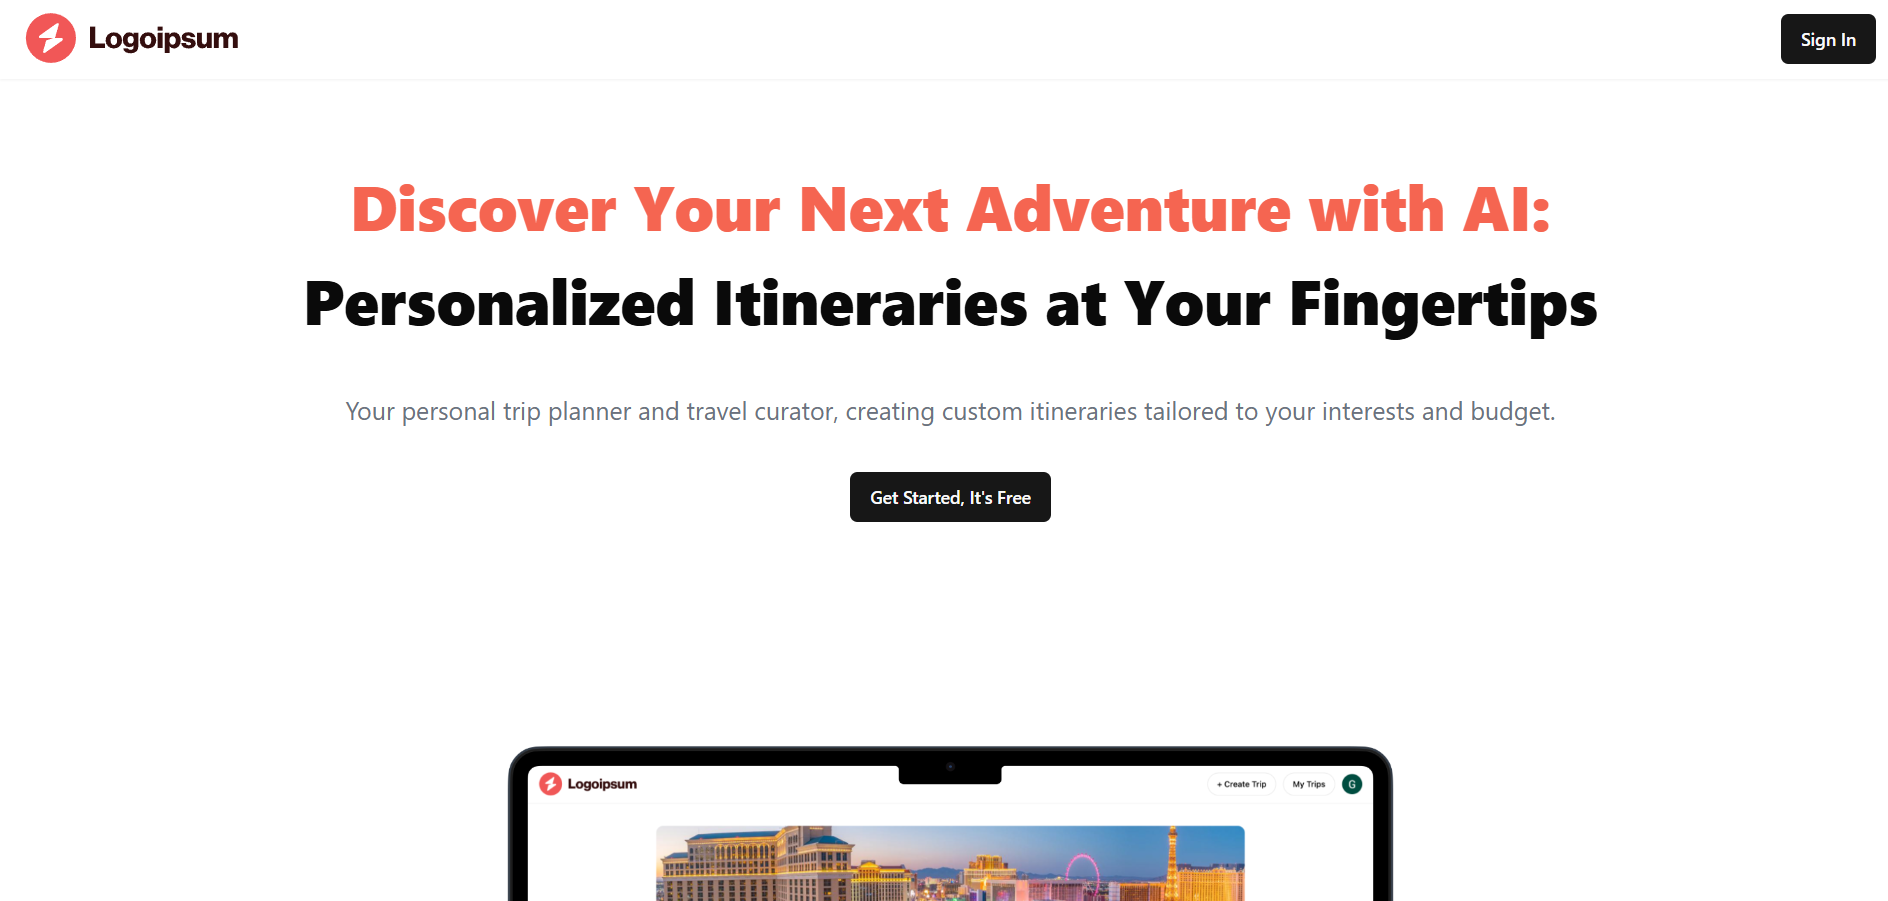 Logoipsum
Sign In
Discover Your Next Adventure with AI:
Personalized Itineraries at Your Fingertips
Your personal trip planner and travel curator, creating custom itineraries tailored to your interests and budget.
Get Started, It's Free
Logoipsum
+ Create Trip
My Trips
G